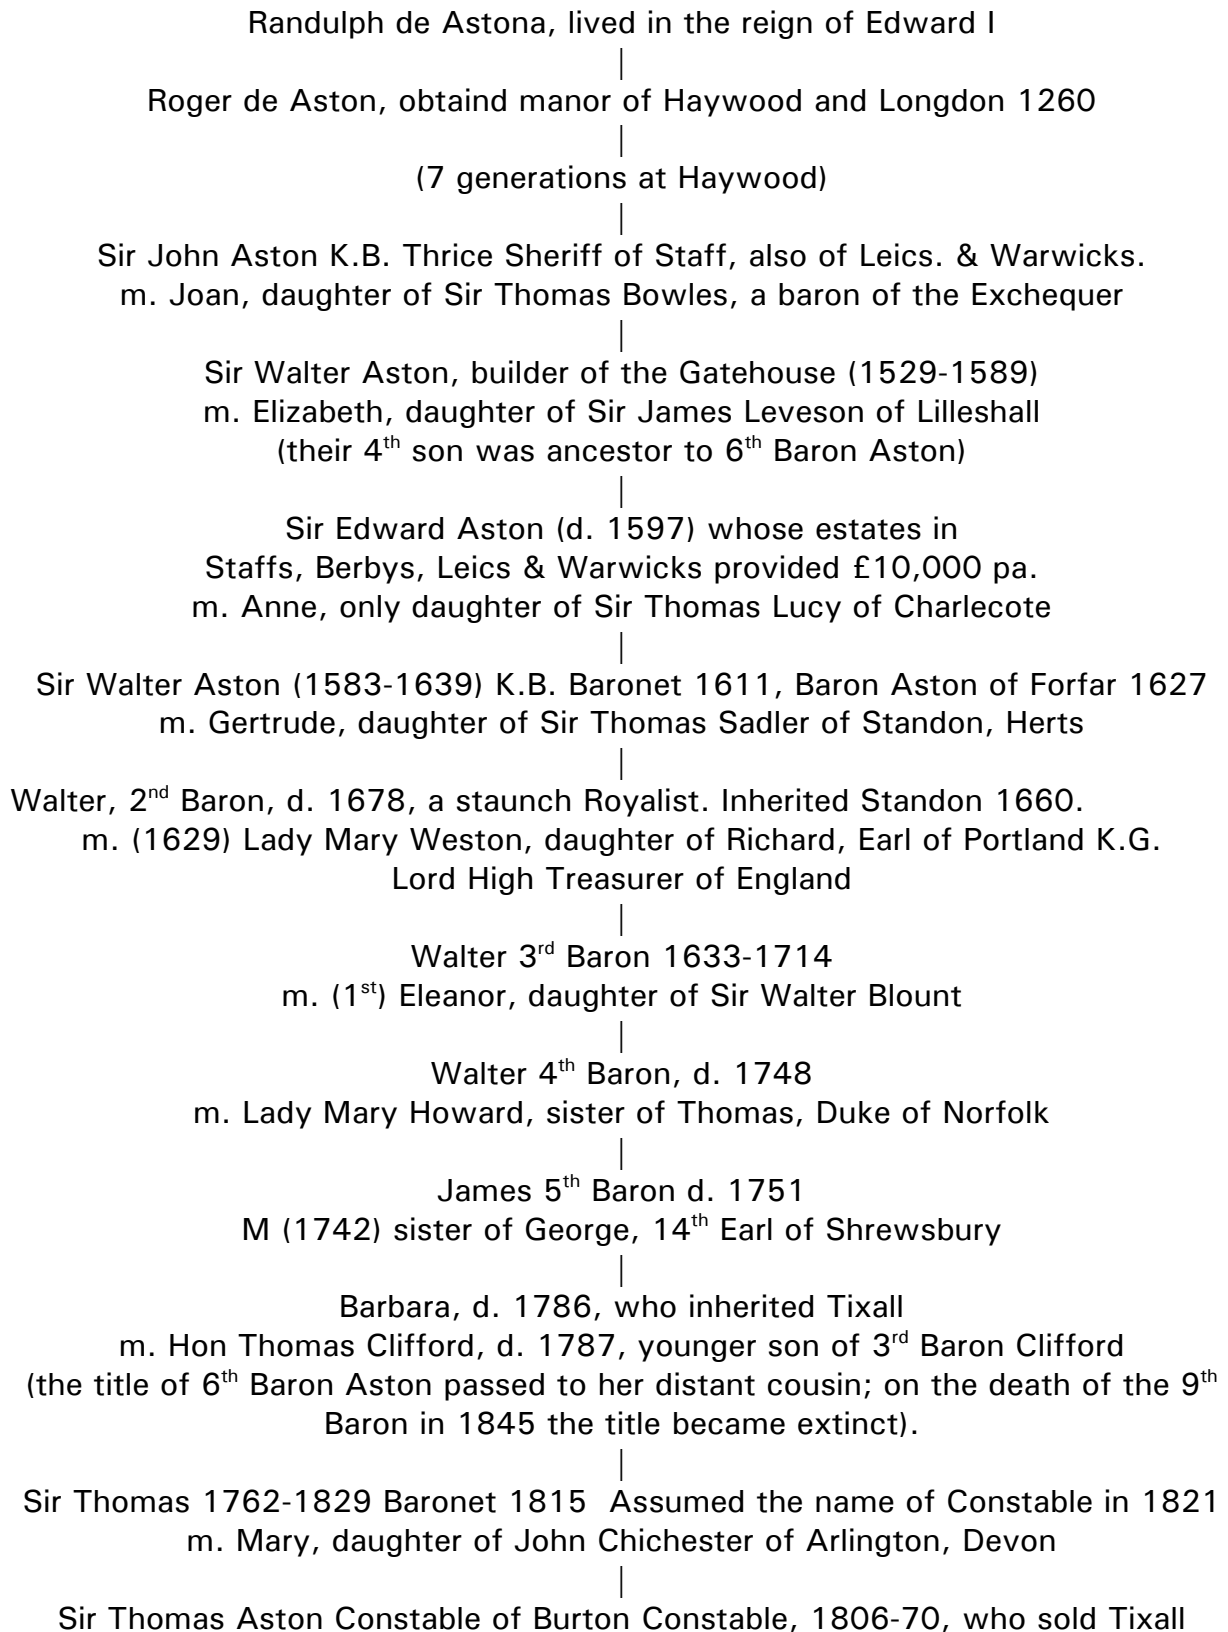 Randulph de Astona, lived in the reign of Edward I
Roger de Aston, obtaind manor of Haywood and Longdon 1260
(7 generations at Haywood)
Sir John Aston K.B. Thrice Sheriff of Staff, also of Leics. & Warwicks.
m. Joan, daughter of Sir Thomas Bowles, a baron of the Exchequer
Sir Walter Aston, builder of the Gatehouse (1529-1589)
m. Elizabeth, daughter of Sir James Leveson of Lilleshall
(their 4th son was ancestor to 6th Baron Aston)
Sir Edward Aston (d. 1597) whose estates in
Staffs, Berbys, Leics & Warwicks provided £10,000 pa.
m. Anne, only daughter of Sir Thomas Lucy of Charlecote
Sir Walter Aston (1583-1639) K.B. Baronet 1611, Baron Aston of Forfar 1627
m. Gertrude, daughter of Sir Thomas Sadler of Standon, Herts
Walter, 2nd Baron, d. 1678, a staunch Royalist. Inherited Standon 1660.
m. (1629) Lady Mary Weston, daughter of Richard, Earl of Portland K.G.
Lord High Treasurer of England
Walter 3rd Baron 1633-1714
m. (1st) Eleanor, daughter of Sir Walter Blount
Walter 4th Baron, d. 1748
m. Lady Mary Howard, sister of Thomas, Duke of Norfolk
James 5th Baron d. 1751
M (1742) sister of George, 14th Earl of Shrewsbury
Barbara, d. 1786, who inherited Tixall
m. Hon Thomas Clifford, d. 1787, younger son of 3rd Baron Clifford
(the title of 6th Baron Aston passed to her distant cousin; on the death of the 9th
Baron in 1845 the title became extinct).
Sir Thomas 1762-1829 Baronet 1815  Assumed the name of Constable in 1821
m. Mary, daughter of John Chichester of Arlington, Devon
Sir Thomas Aston Constable of Burton Constable, 1806-70, who sold Tixall